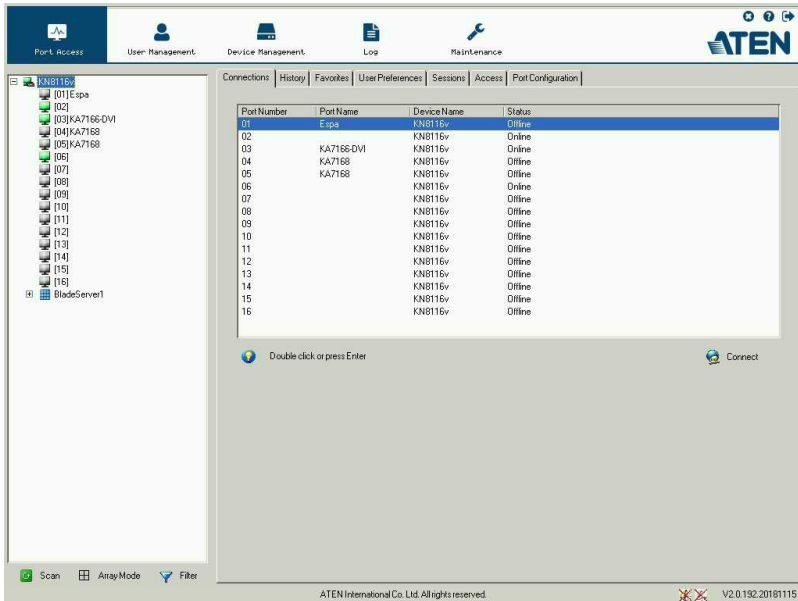 Port Access User Management Device Management Log Maintenance
ATEN
KN8116v
[01]Espa
[02]
[03]KA7166-DVI
[04]KA7168
[05]KA7168
[06]
[07]
[08]
[09]
[10]
[11]
[12]
[13]
[14]
[15]
[16]
BladeServer1
Connections History Favorites User Preferences Sessions Access Port Configuration
Port Number Port Name Device Name Status
01 Espa KN8116v Offline
02 KN8116v Online
03 KA7166-DVI KN8116v Online
04 KA7168 KN8116v Offline
05 KA7168 KN8116v Offline
06 KN8116v Online
07 KN8116v Offline
08 KN8116v Offline
09 KN8116v Offline
10 KN8116v Offline
11 KN8116v Offline
12 KN8116v Offline
13 KN8116v Offline
14 KN8116v Offline
15 KN8116v Offline
16 KN8116v Offline
Double click or press Enter
Connect
Scan Array Mode Filter
ATEN International Co. Ltd. All rights reserved.
V2.0.192.20181115